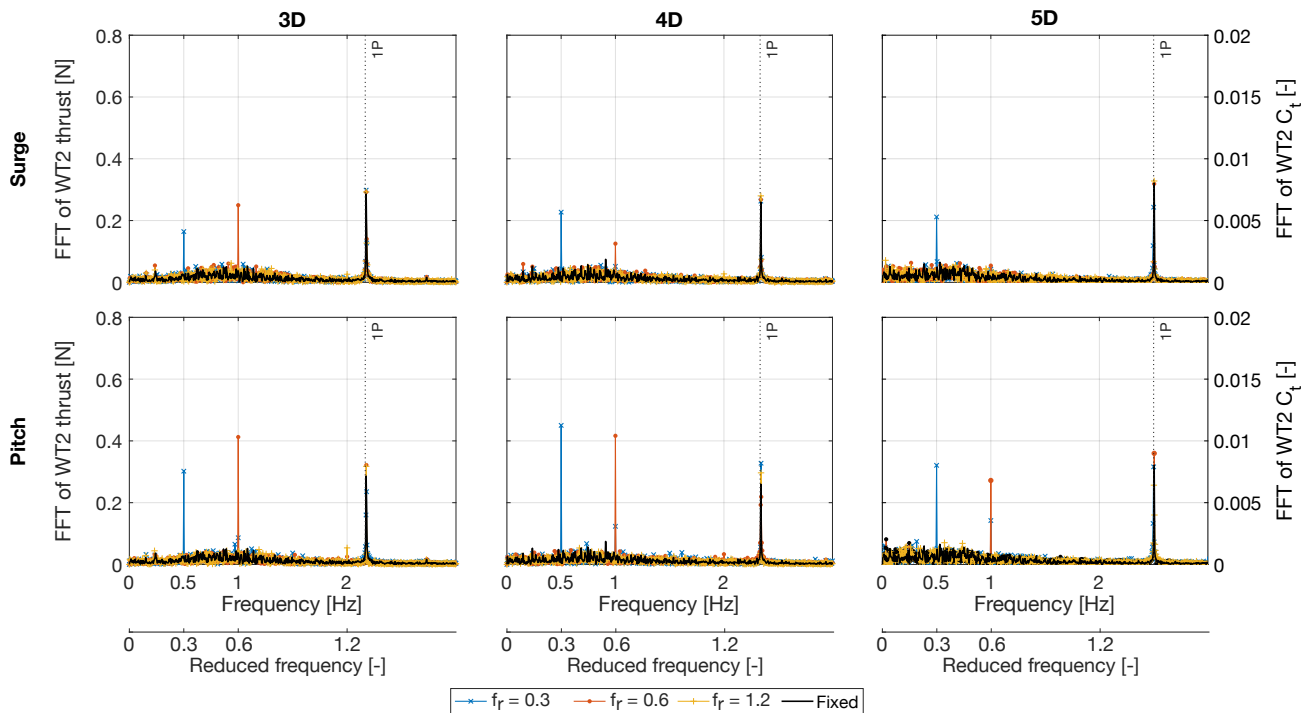 3D 4D 5D
Surge
FFT of WT2 thrust [N]
0.8
0.6
0.4
0.2
0
1P
1P
1P
0.02
0.015
0.01
0.005
0
FFT of WT2 C_t [-]
Pitch
FFT of WT2 thrust [N]
0.8
0.6
0.4
0.2
0
1P
1P
1P
0.02
0.015
0.01
0.005
0
FFT of WT2 C_t [-]
0 0.5 1 2 0 0.5 1 2 0 0.5 1 2
Frequency [Hz] Frequency [Hz] Frequency [Hz]
0 0.3 0.6 1.2 0 0.3 0.6 1.2 0 0.3 0.6 1.2
Reduced frequency [-] Reduced frequency [-] Reduced frequency [-]
f_r = 0.3 f_r = 0.6 f_r = 1.2 Fixed